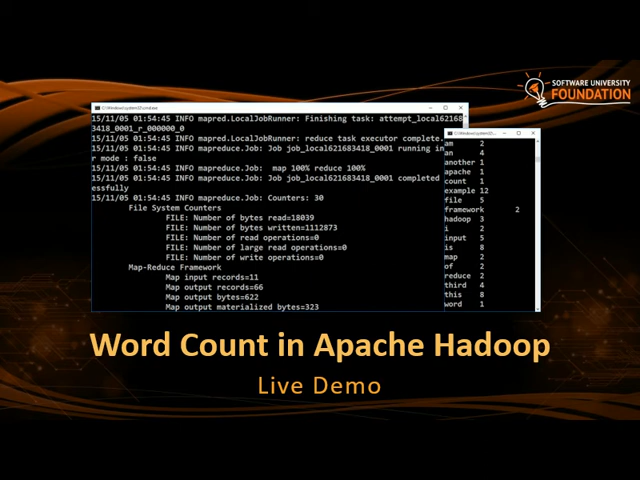 SOFTWARE UNIVERSITY
FOUNDATION
C:\Windows\system32\cmd.exe
15/11/05 01:54:45 INFO mapred.LocalJobRunner: Finishing task: attempt_local62168
3418_0001_r_000000_0
15/11/05 01:54:45 INFO mapred.LocalJobRunner: reduce task executor complete.
15/11/05 01:54:45 INFO mapreduce.Job: Job job_local621683418_0001 running in
r mode : false
15/11/05 01:54:45 INFO mapreduce.Job:  map 100% reduce 100%
15/11/05 01:54:45 INFO mapreduce.Job: Job job_local621683418_0001 completed
essfully
15/11/05 01:54:45 INFO mapreduce.Job: Counters: 30
File System Counters
FILE: Number of bytes read=18039
FILE: Number of bytes written=1112873
FILE: Number of read operations=0
FILE: Number of large read operations=0
FILE: Number of write operations=0
Map-Reduce Framework
Map input records=11
Map output records=66
Map output bytes=622
Map output materialized bytes=323
C:\Windows\system32\cmd.exe
am 2
an 4
another 1
apache 1
count 1
example 12
file 5
framework 2
hadoop 3
i 2
input 5
is 8
map 2
of 2
reduce 2
third 4
this 8
word 1
Word Count in Apache Hadoop
Live Demo